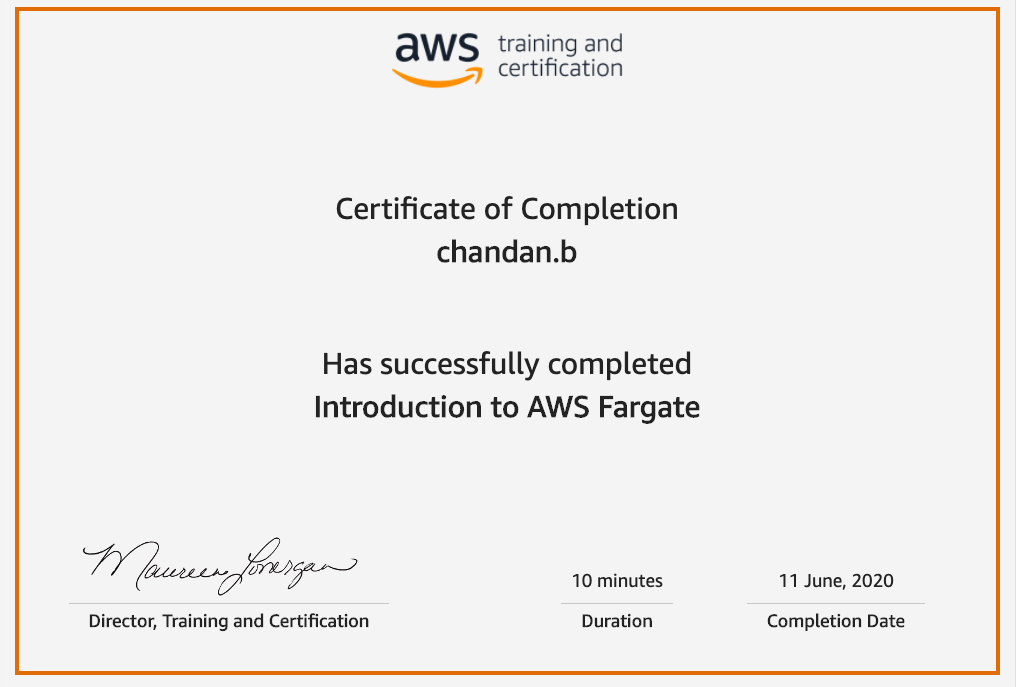 aws training and
certification
Certificate of Completion
chandan.b
Has successfully completed
Introduction to AWS Fargate
Maureen Lonergan
10 minutes
11 June, 2020
Director, Training and Certification
Duration
Completion Date